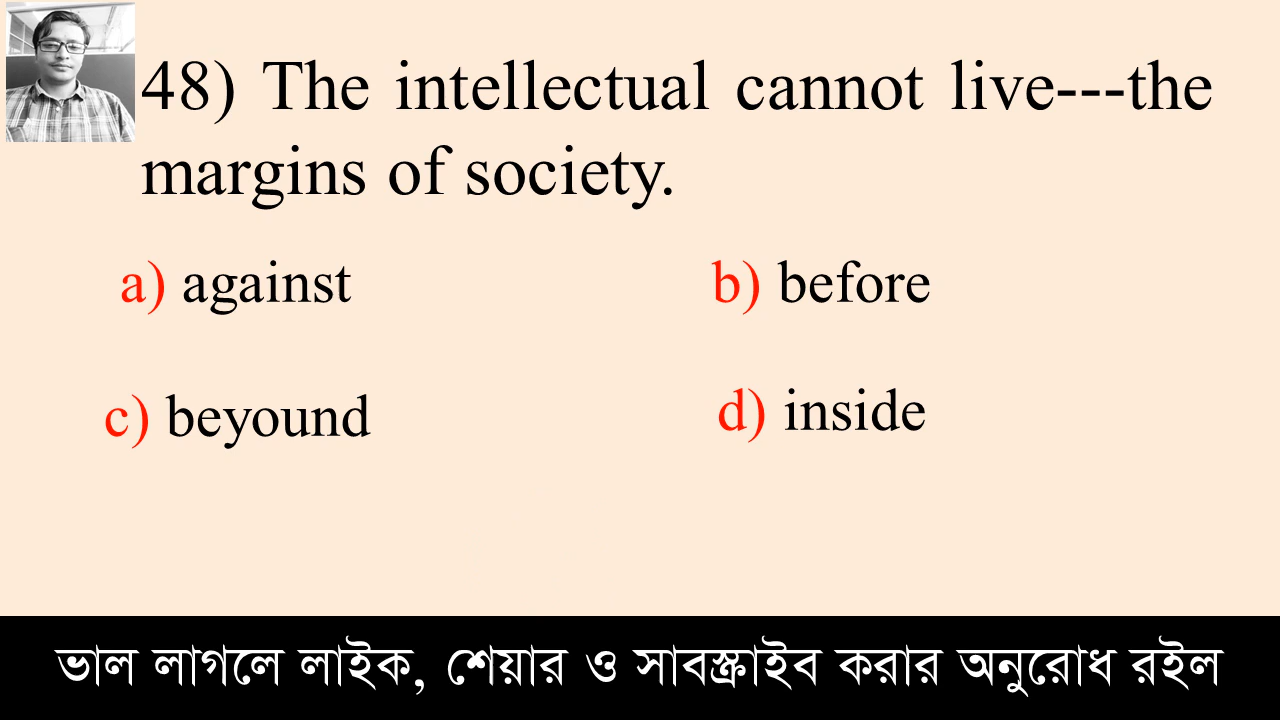 48) The intellectual cannot live---the
margins of society.
a) against
b) before
c) beyound
d) inside
ভাল লাগলে লাইক, শেয়ার ও সাবস্ক্রাইব করার অনুরোধ রইল